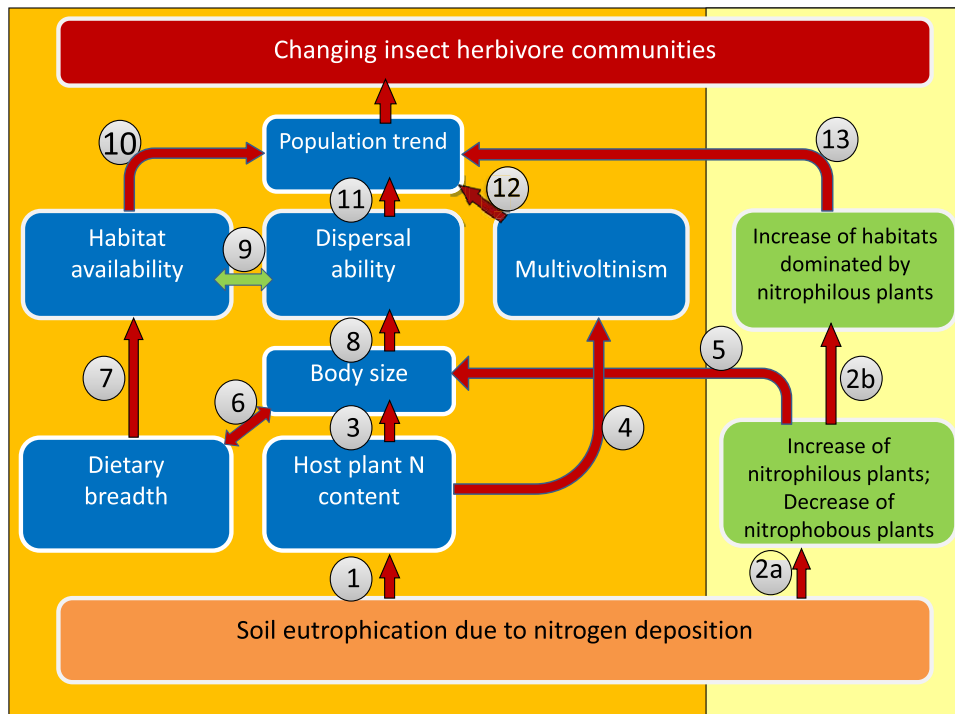 Changing insect herbivore communities
10
Population trend
13
11
12
Habitat
availability
9
Dispersal
ability
Multivoltinism
Increase of habitats
dominated by
nitrophilous plants
8
5
7
Body size
2b
6
3
4
Dietary
breadth
Host plant N
content
Increase of
nitrophilous plants;
Decrease of
nitrophobous plants
1
2a
Soil eutrophication due to nitrogen deposition